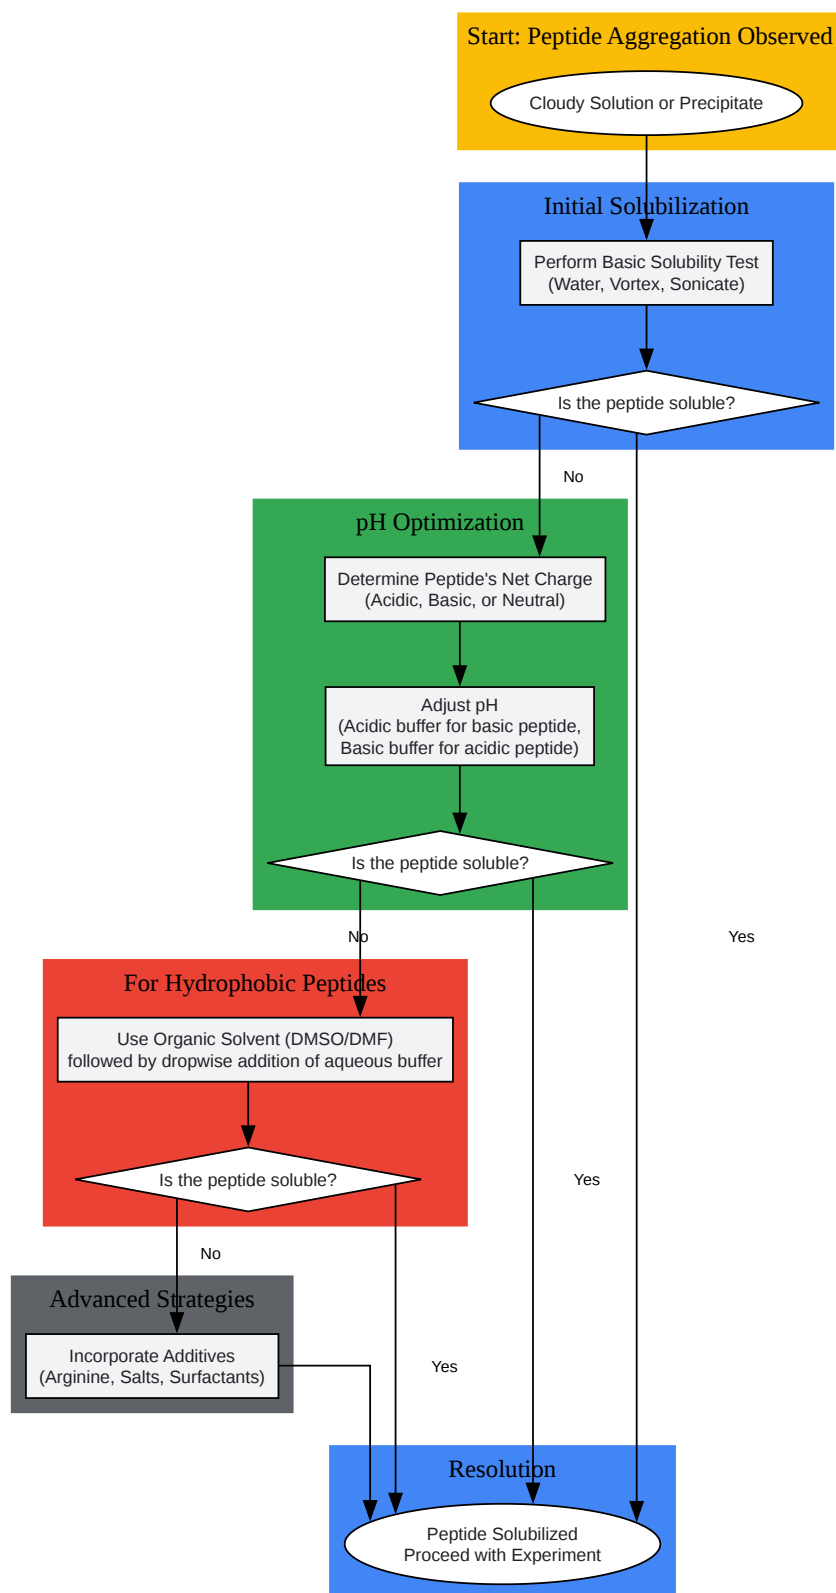 Start: Peptide Aggregation Observed
Cloudy Solution or Precipitate
Initial Solubilization
Perform Basic Solubility Test
(Water, Vortex, Sonicate)
Is the peptide soluble?
No
pH Optimization
Determine Peptide's Net Charge
(Acidic, Basic, or Neutral)
Adjust pH
(Acidic buffer for basic peptide,
Basic buffer for acidic peptide)
Is the peptide soluble?
No
Yes
For Hydrophobic Peptides
Use Organic Solvent (DMSO/DMF)
followed by dropwise addition of aqueous buffer
Is the peptide soluble?
Yes
No
Advanced Strategies
Incorporate Additives
(Arginine, Salts, Surfactants)
Yes
Resolution
Peptide Solubilized
Proceed with Experiment